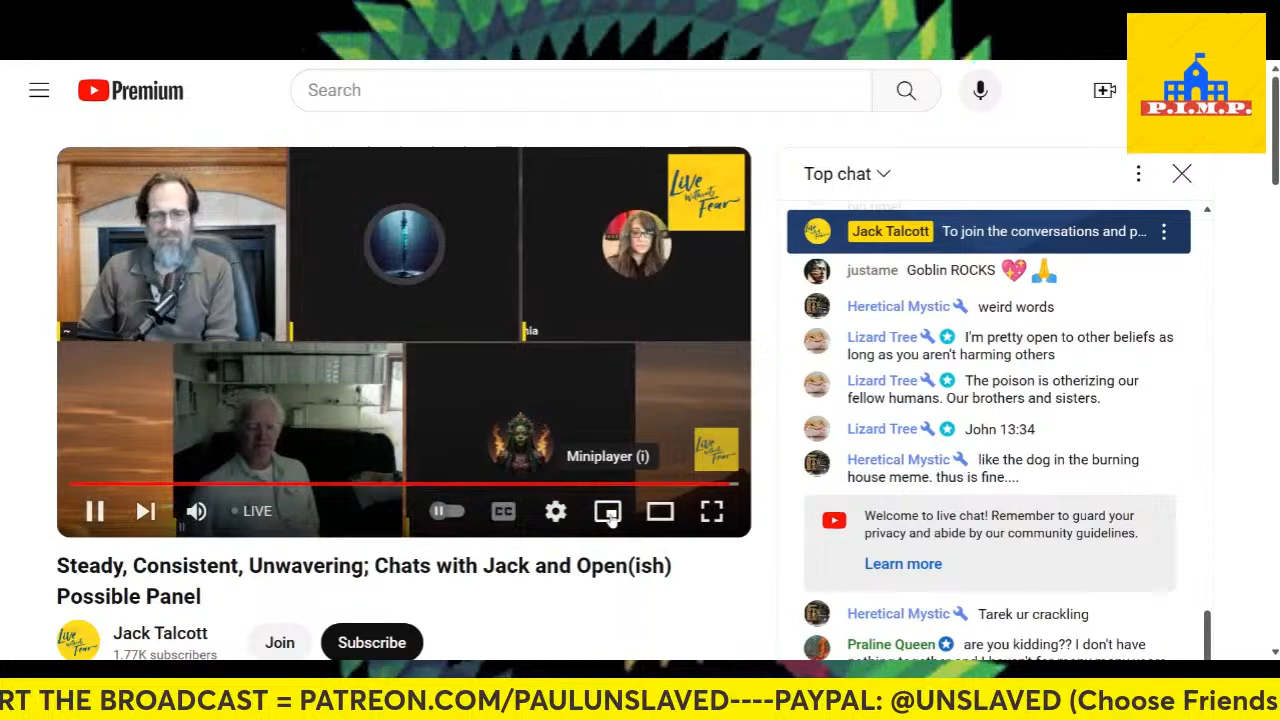 Premium
Search
P.I.M.P.
Live
Without
Fear
Top chat
Jack Talcott To join the conversations and p...
justame Goblin ROCKS 💖🙏
Heretical Mystic weird words
Lizard Tree I'm pretty open to other beliefs as
long as you aren't harming others
Lizard Tree The poison is otherizing our
fellow humans. Our brothers and sisters.
Lizard Tree John 13:34
Heretical Mystic like the dog in the burning
house meme. thus is fine....
Welcome to live chat! Remember to guard your
privacy and abide by our community guidelines.
Learn more
Heretical Mystic Tarek ur crackling
Praline Queen are you kidding?? I don't have
~
nia
Miniplayer (i)
LIVE
CC
Steady, Consistent, Unwavering; Chats with Jack and Open(ish)
Possible Panel
Jack Talcott
1.77K subscribers
Join
Subscribe
RT THE BROADCAST = PATREON.COM/PAULUNSLAVED----PAYPAL: @UNSLAVED (Choose Friends